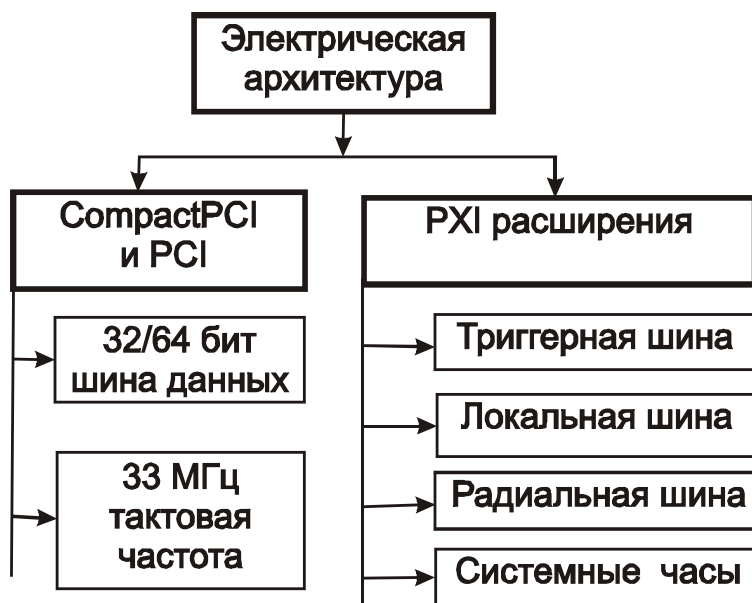 Электрическая
архитектура
CompactPCI
и PCI
32/64 бит
шина данных
33 МГц
тактовая
частота
PXI расширения
Триггерная шина
Локальная шина
Радиальная шина
Системные часы